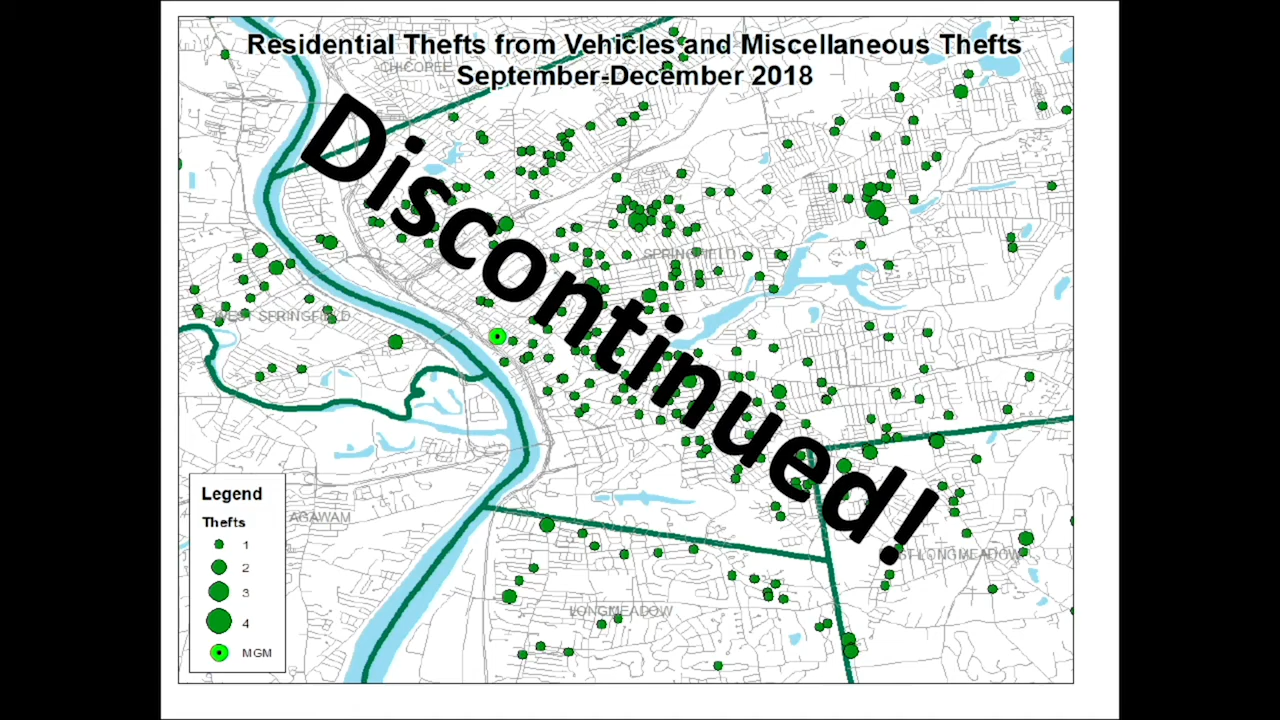 Residential Thefts from Vehicles and Miscellaneous Thefts
September-December 2018
CHICOPEE
Discontinued!
SPRINGFIELD
WEST SPRINGFIELD
Legend
Thefts
1
2
3
4
MGM
AGAWAM
EAST LONGMEADOW
LONGMEADOW